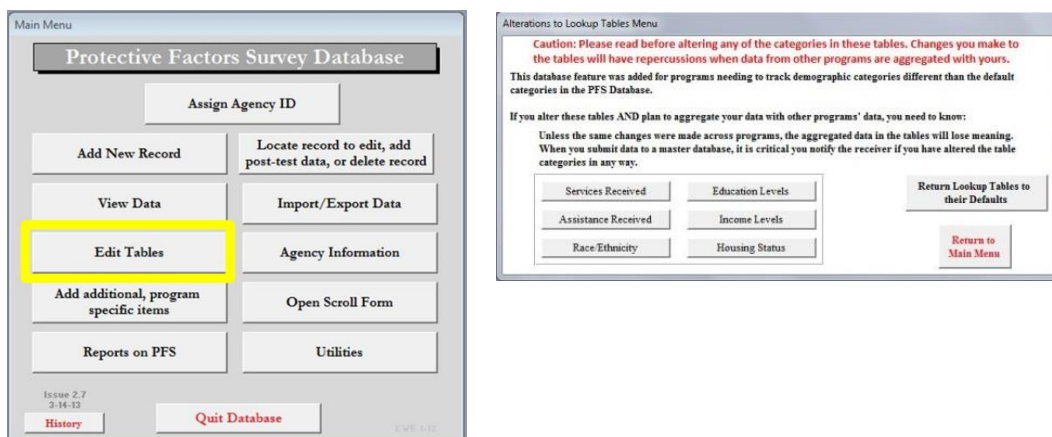 Main Menu
Protective Factors Survey Database
Assign Agency ID
Add New Record
Locate record to edit, add
post-test data, or delete record
View Data
Import/Export Data
Edit Tables
Agency Information
Add additional, program
specific items
Open Scroll Form
Reports on PFS
Utilities
Issue 2.7
3-14-13
History
Quit Database
Alterations to Lookup Tables Menu
Caution: Please read before altering any of the categories in these tables. Changes you make to
the tables will have repercussions when data from other programs are aggregated with yours.
This database feature was added for programs needing to track demographic categories different than the default
categories in the PFS Database.
If you alter these tables AND plan to aggregate your data with other programs' data, you need to know:
Unless the same changes were made across programs, the aggregated data in the tables will lose meaning.
When you submit data to a master database, it is critical you notify the receiver if you have altered the table
categories in any way.
Services Received
Education Levels
Assistance Received
Income Levels
Race/Ethnicity
Housing Status
Return Lookup Tables to
their Defaults
Return to
Main Menu